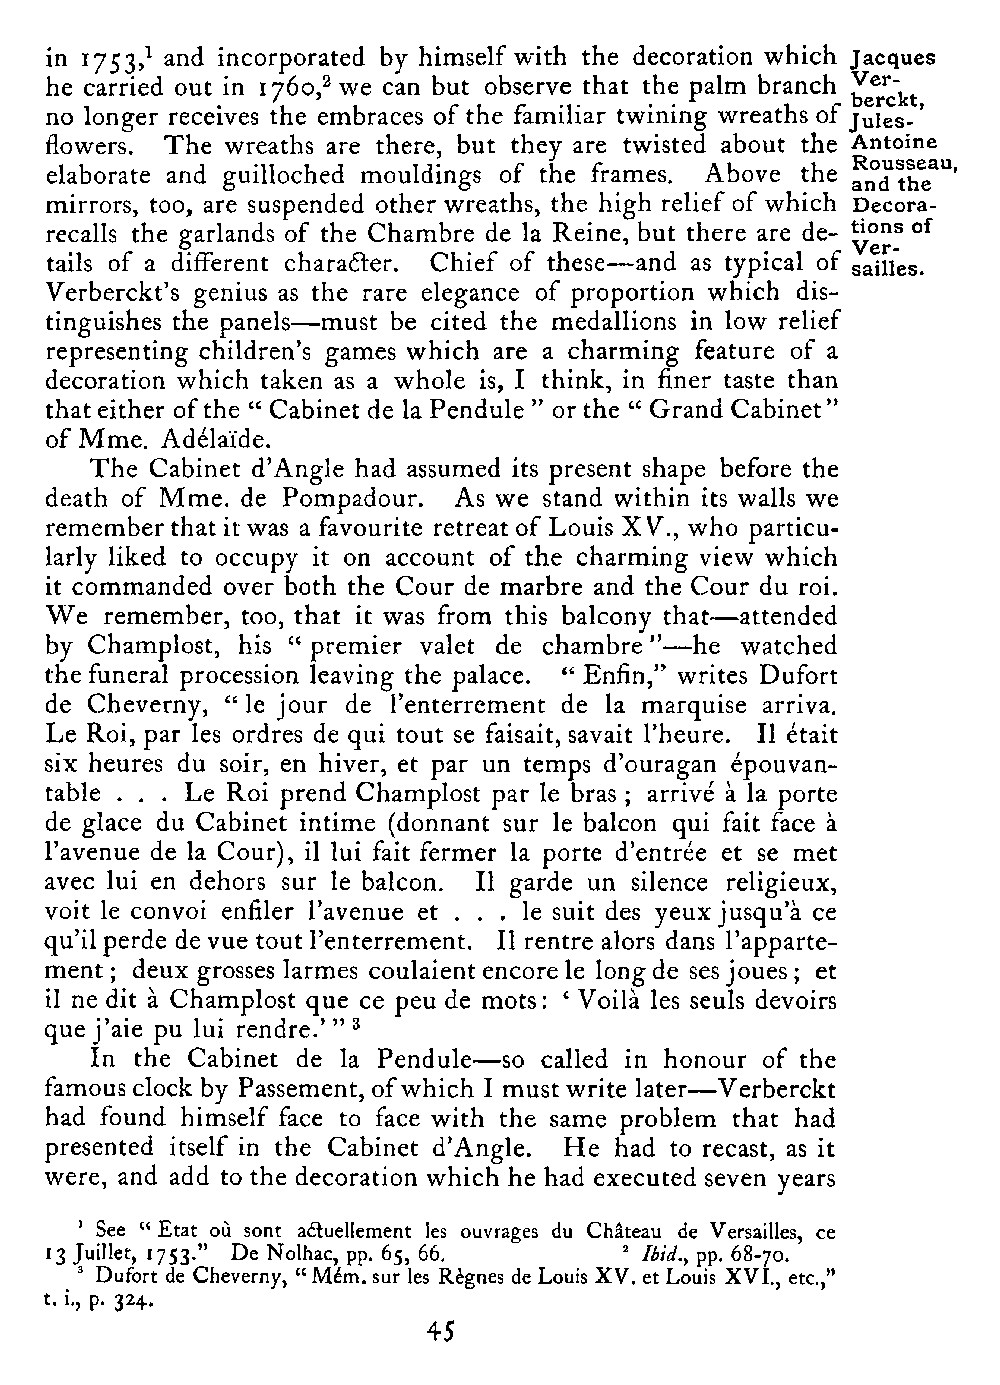 in 1753,¹ and incorporated by himself with the decoration which
he carried out in 1760,² we can but observe that the palm branch
no longer receives the embraces of the familiar twining wreaths of
flowers. The wreaths are there, but they are twisted about the
elaborate and guilloched mouldings of the frames. Above the
mirrors, too, are suspended other wreaths, the high relief of which
recalls the garlands of the Chambre de la Reine, but there are de-
tails of a different character. Chief of these—and as typical of
Verberckt's genius as the rare elegance of proportion which dis-
tinguishes the panels—must be cited the medallions in low relief
representing children's games which are a charming feature of a
decoration which taken as a whole is, I think, in finer taste than
that either of the “ Cabinet de la Pendule ” or the “ Grand Cabinet ”
of Mme. Adélaïde.
The Cabinet d'Angle had assumed its present shape before the
death of Mme. de Pompadour. As we stand within its walls we
remember that it was a favourite retreat of Louis XV., who particu-
larly liked to occupy it on account of the charming view which
it commanded over both the Cour de marbre and the Cour du roi.
We remember, too, that it was from this balcony that—attended
by Champlost, his “ premier valet de chambre ”—he watched
the funeral procession leaving the palace. “ Enfin,” writes Dufort
de Cheverny, “ le jour de l'enterrement de la marquise arriva.
Le Roi, par les ordres de qui tout se faisait, savait l'heure. Il était
six heures du soir, en hiver, et par un temps d'ouragan épouvan-
table . . . Le Roi prend Champlost par le bras ; arrivé à la porte
de glace du Cabinet intime (donnant sur le balcon qui fait face à
l'avenue de la Cour), il lui fait fermer la porte d'entrée et se met
avec lui en dehors sur le balcon. Il garde un silence religieux,
voit le convoi enfiler l'avenue et . . . le suit des yeux jusqu'à ce
qu'il perde de vue tout l'enterrement. Il rentre alors dans l'apparte-
ment ; deux grosses larmes coulaient encore le long de ses joues ; et
il ne dit à Champlost que ce peu de mots: ‘ Voilà les seuls devoirs
que j'aie pu lui rendre.’ ” ³
In the Cabinet de la Pendule—so called in honour of the
famous clock by Passement, of which I must write later—Verberckt
had found himself face to face with the same problem that had
presented itself in the Cabinet d'Angle. He had to recast, as it
were, and add to the decoration which he had executed seven years
Jacques
Ver-
berckt,
Jules-
Antoine
Rousseau,
and the
Decora-
tions of
Ver-
sailles.
¹ See “ Etat où sont actuellement les ouvrages du Château de Versailles, ce
13 Juillet, 1753.” De Nolhac, pp. 65, 66. ² Ibid., pp. 68-70.
³ Dufort de Cheverny, “ Mém. sur les Règnes de Louis XV. et Louis XVI., etc.,”
t. i., p. 324.
45